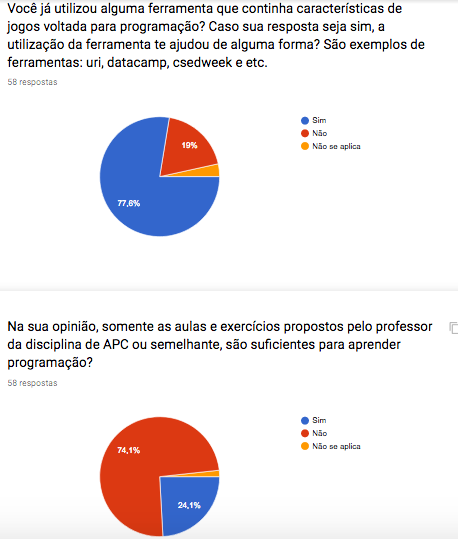 Você já utilizou alguma ferramenta que continha características de
jogos voltada para programação? Caso sua resposta seja sim, a
utilização da ferramenta te ajudou de alguma forma? São exemplos de
ferramentas: uri, datacamp, csedweek e etc.
58 respostas
Sim
Não
Não se aplica
19%
77,6%
Na sua opinião, somente as aulas e exercícios propostos pelo professor
da disciplina de APC ou semelhante, são suficientes para aprender
programação?
58 respostas
Sim
Não
Não se aplica
74,1%
24,1%